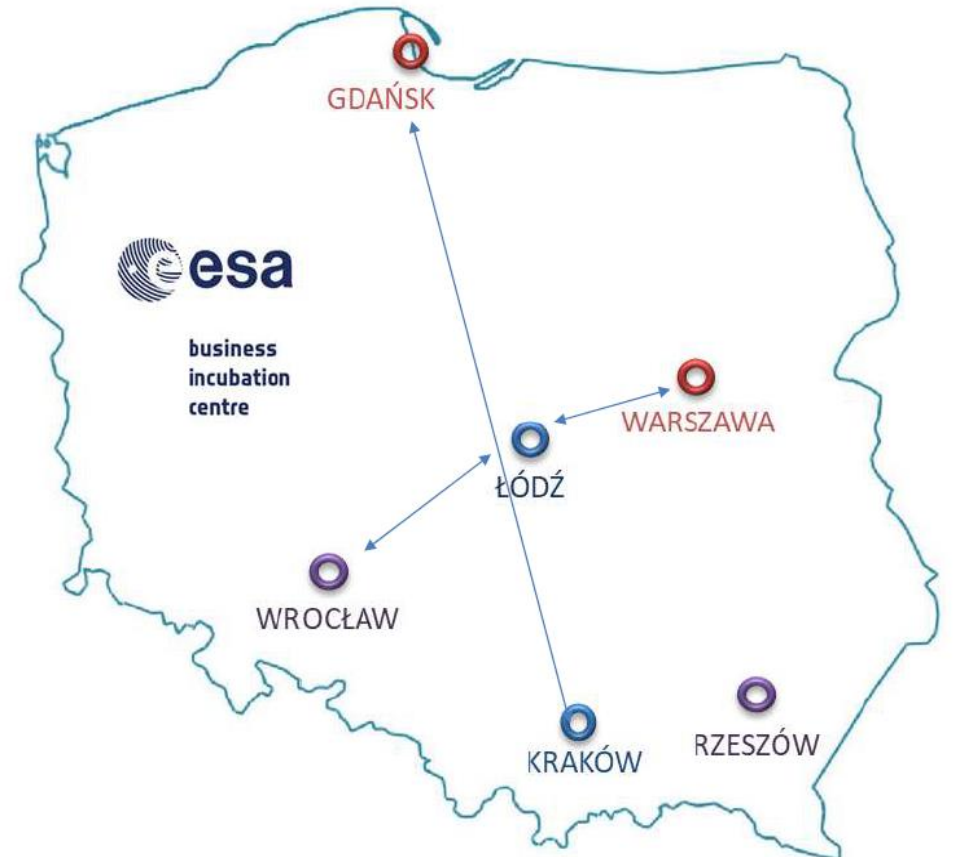 GDAŃSK
esa
business
incubation
centre
WARSZAWA
ŁÓDŹ
WROCŁAW
RZESZÓW
KRAKÓW